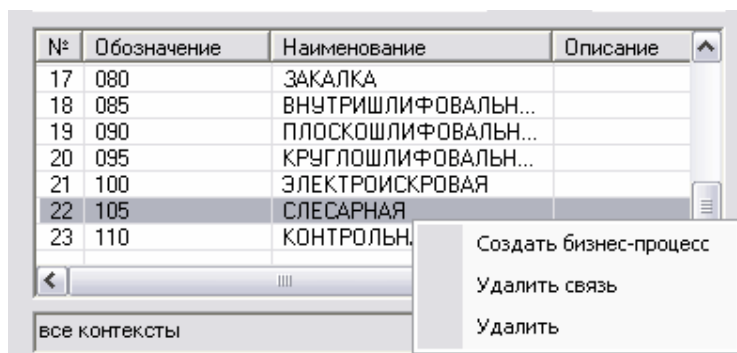 № Обозначение Наименование Описание
17 080 ЗАКАЛКА
18 085 ВНУТРИШЛИФОВАЛЬН...
19 090 ПЛОСКОШЛИФОВАЛЬН...
20 095 КРУГЛОШЛИФОВАЛЬН...
21 100 ЭЛЕКТРОИСКРОВАЯ
22 105 СЛЕСАРНАЯ
23 110 КОНТРОЛЬН
Создать бизнес-процесс
Удалить связь
Удалить
все контексты